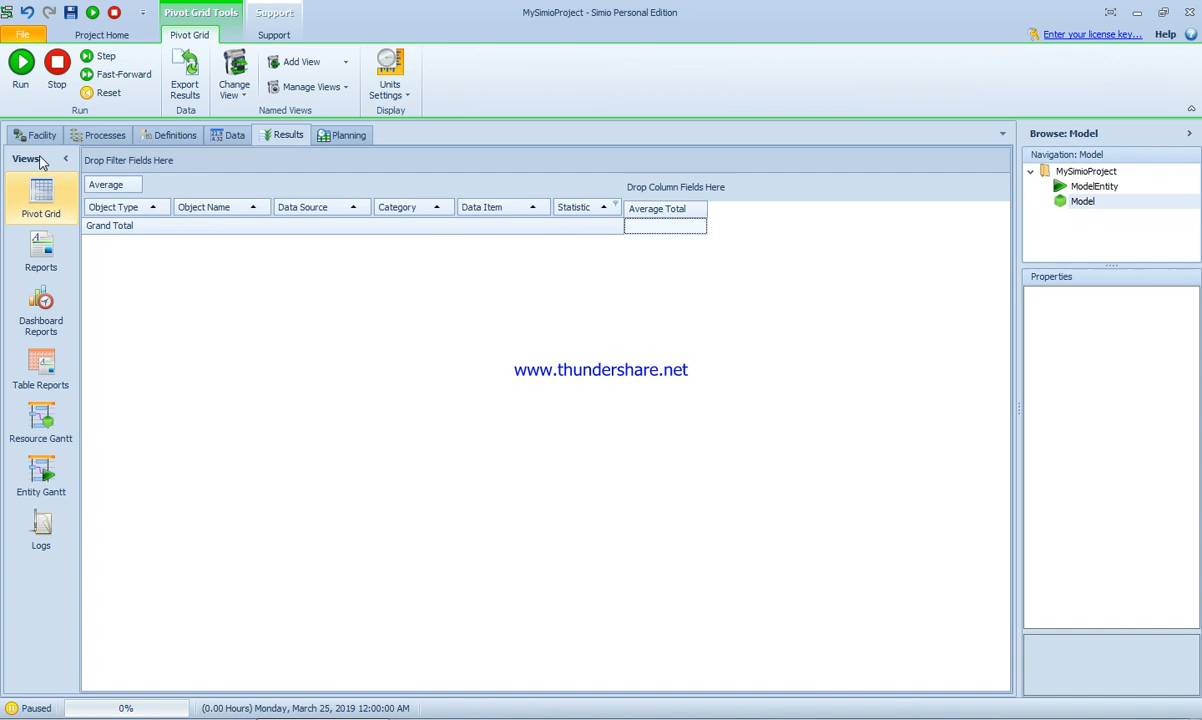 Pivot Grid Tools Support MySimioProject - Simio Personal Edition
File Project Home Pivot Grid Support Enter your license key... Help
Run Stop Step Fast-Forward Reset
Run
Export Results
Data
Change View Add View Manage Views
Named Views
Units Settings
Display
Facility Processes Definitions Data Results Planning
Views
Pivot Grid
Reports
Dashboard
Reports
Table Reports
Resource Gantt
Entity Gantt
Logs
Drop Filter Fields Here
Average Drop Column Fields Here
Object Type Object Name Data Source Category Data Item Statistic Average Total
Grand Total
www.thundershare.net
Browse: Model
Navigation: Model
MySimioProject
ModelEntity
Model
Properties
Paused 0% (0.00 Hours) Monday, March 25, 2019 12:00:00 AM